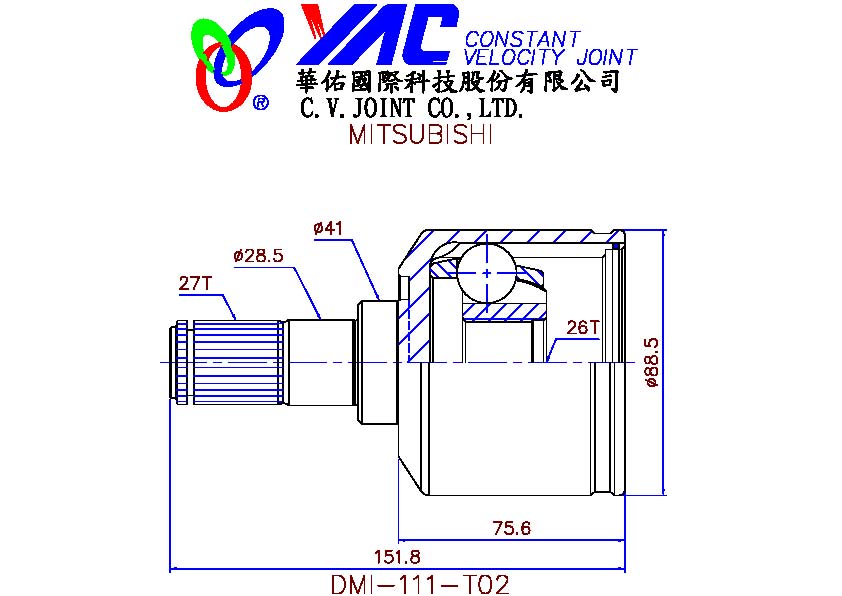 YAC CONSTANT
VELOCITY JOINT
®
華佑國際科技股份有限公司
C.V.JOINT CO.,LTD.
MITSUBISHI
ø41
ø28.5
27T
26T
ø88.5
75.6
151.8
DMI-111-T02